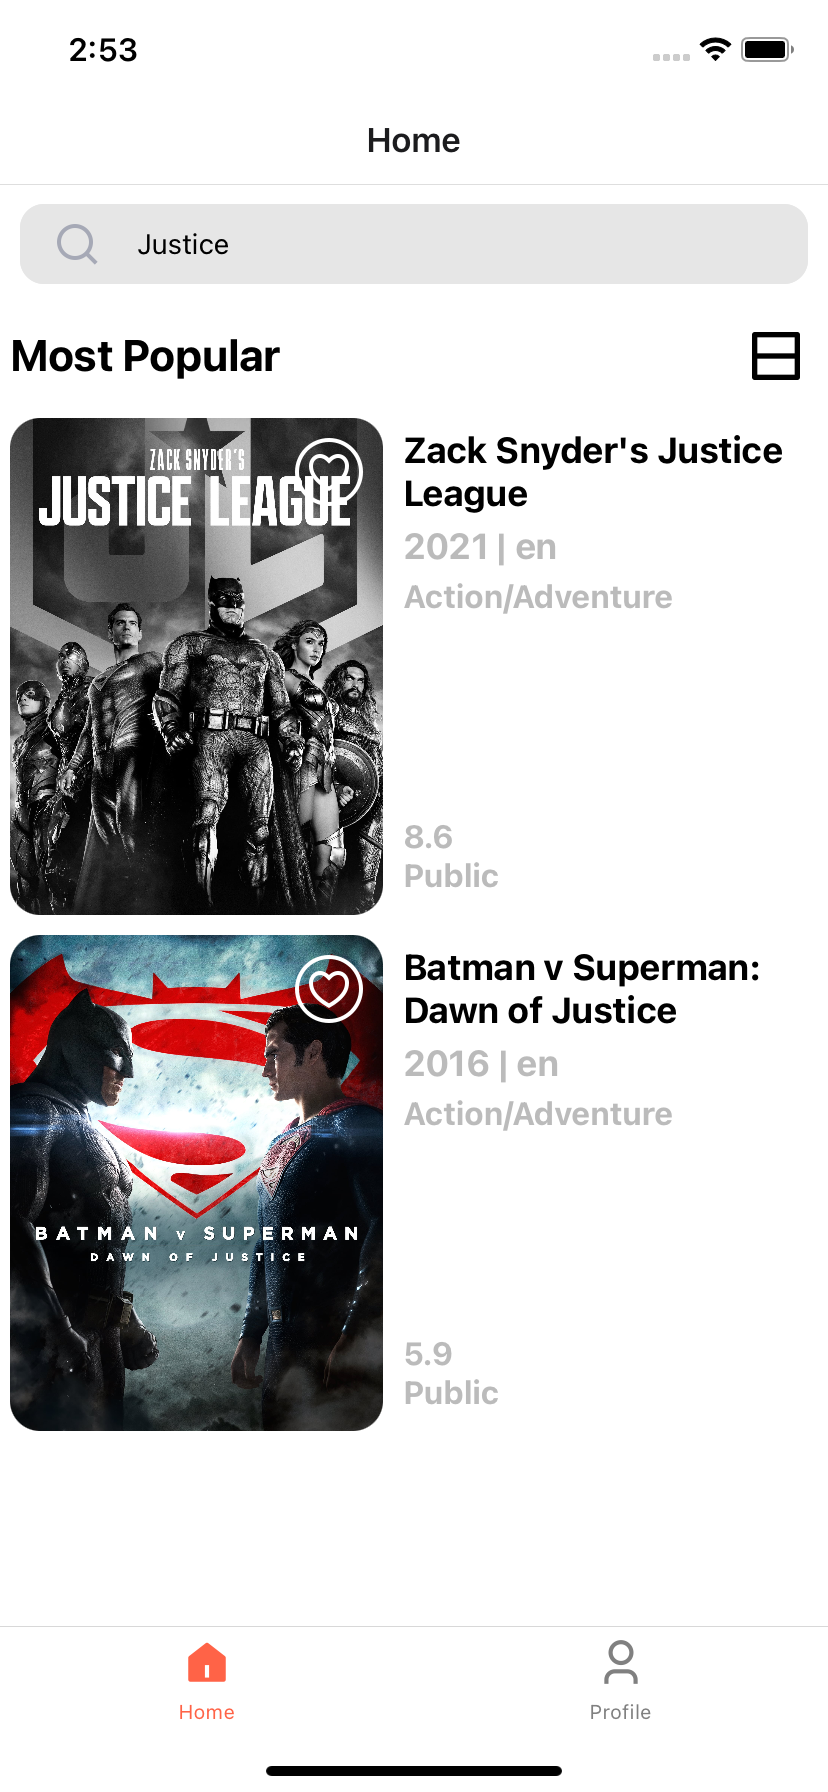 2:53
Home
Justice
Most Popular
ZACK SNYDER'S
JUSTICE LEAGUE
Zack Snyder's Justice
League
2021 | en
Action/Adventure
8.6
Public
BATMAN v SUPERMAN
DAWN OF JUSTICE
Batman v Superman:
Dawn of Justice
2016 | en
Action/Adventure
5.9
Public
Home
Profile